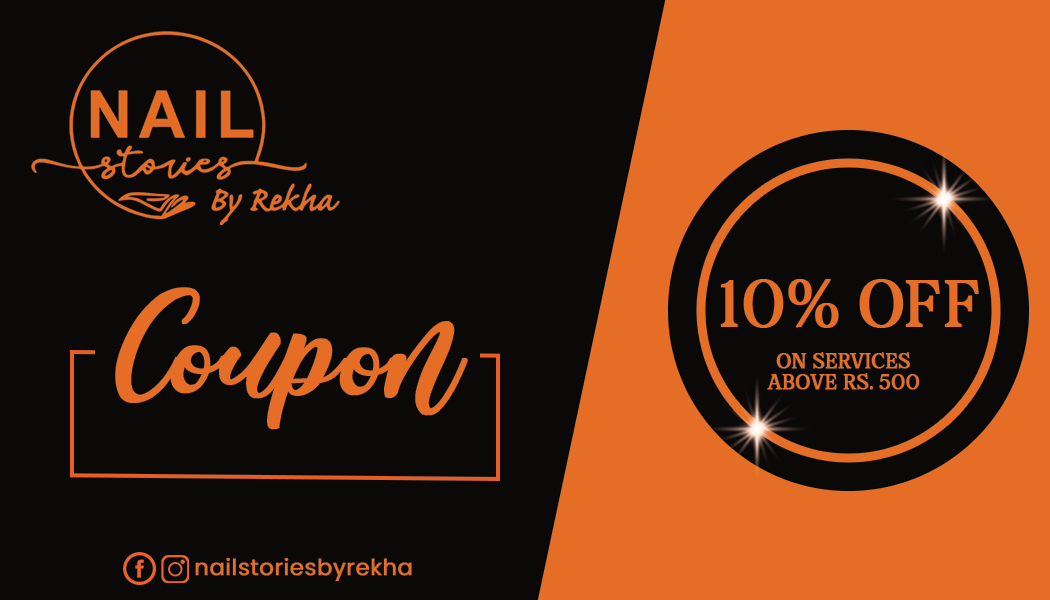 NAIL
stories
By Rekha
Coupon
nailstoriesbyrekha
10% OFF
ON SERVICES
ABOVE RS. 500